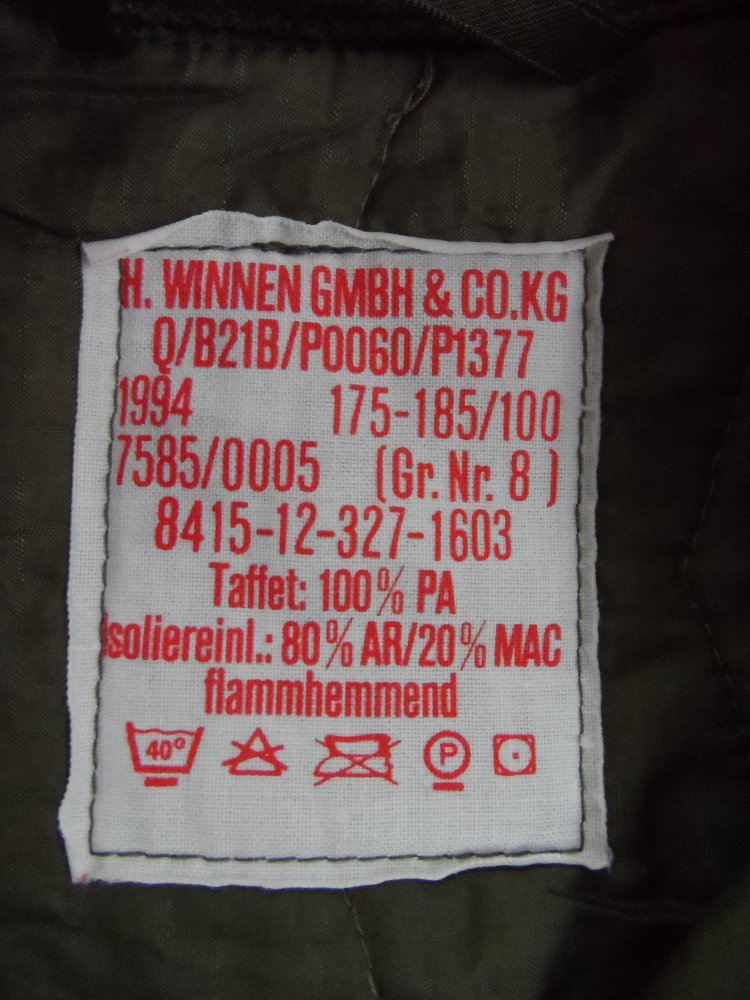 H. WINNEN GMBH & CO.KG
Q/B21B/P0060/P1377
1994 175-185/100
7585/0005 (Gr. Nr. 8 )
8415-12-327-1603
Taffet: 100% PA
Isoliereinl.: 80% AR/20% MAC
flammhemmend
40° P